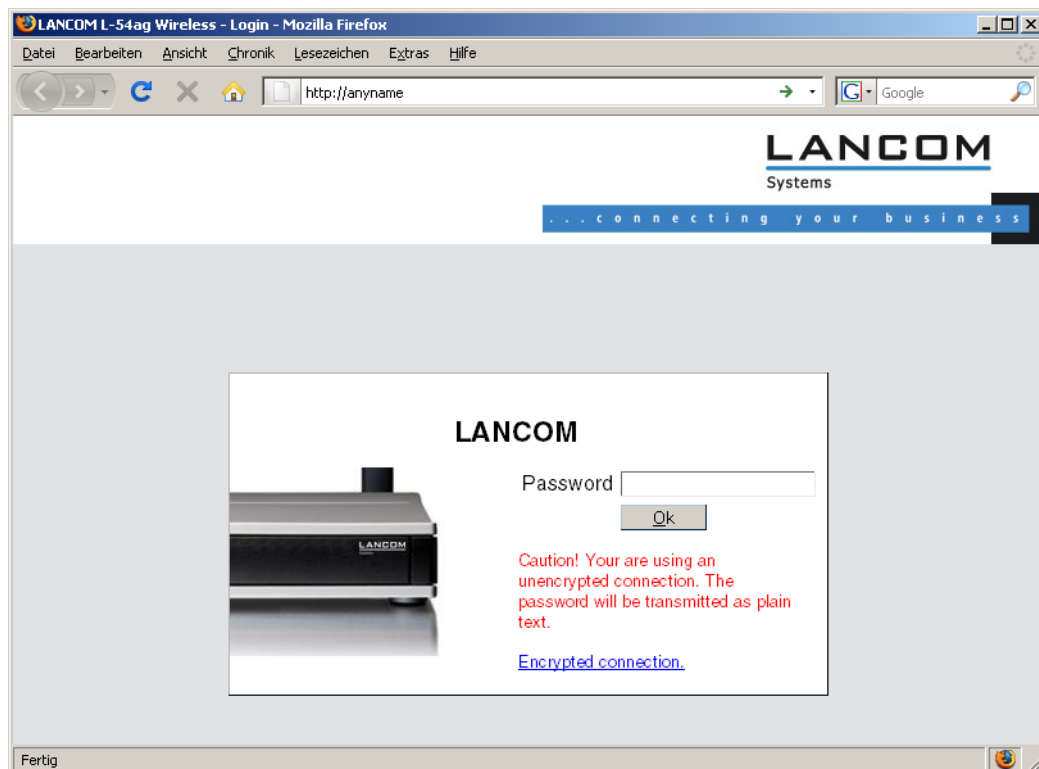 LANCOM L-54ag Wireless - Login - Mozilla Firefox
Datei Bearbeiten Ansicht Chronik Lesezeichen Extras Hilfe
http://anyname
G Google
LANCOM
Systems
...connecting your business
LANCOM
Password
Ok
LANCOM
Caution! Your are using an
unencrypted connection. The
password will be transmitted as plain
text.
Encrypted connection.
Fertig